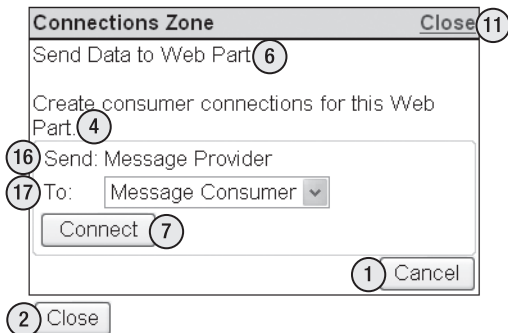 Connections Zone Close 11
Send Data to Web Part 6
Create consumer connections for this Web
Part. 4
16 Send: Message Provider
17 To: Message Consumer
Connect 7
1 Cancel
2 Close